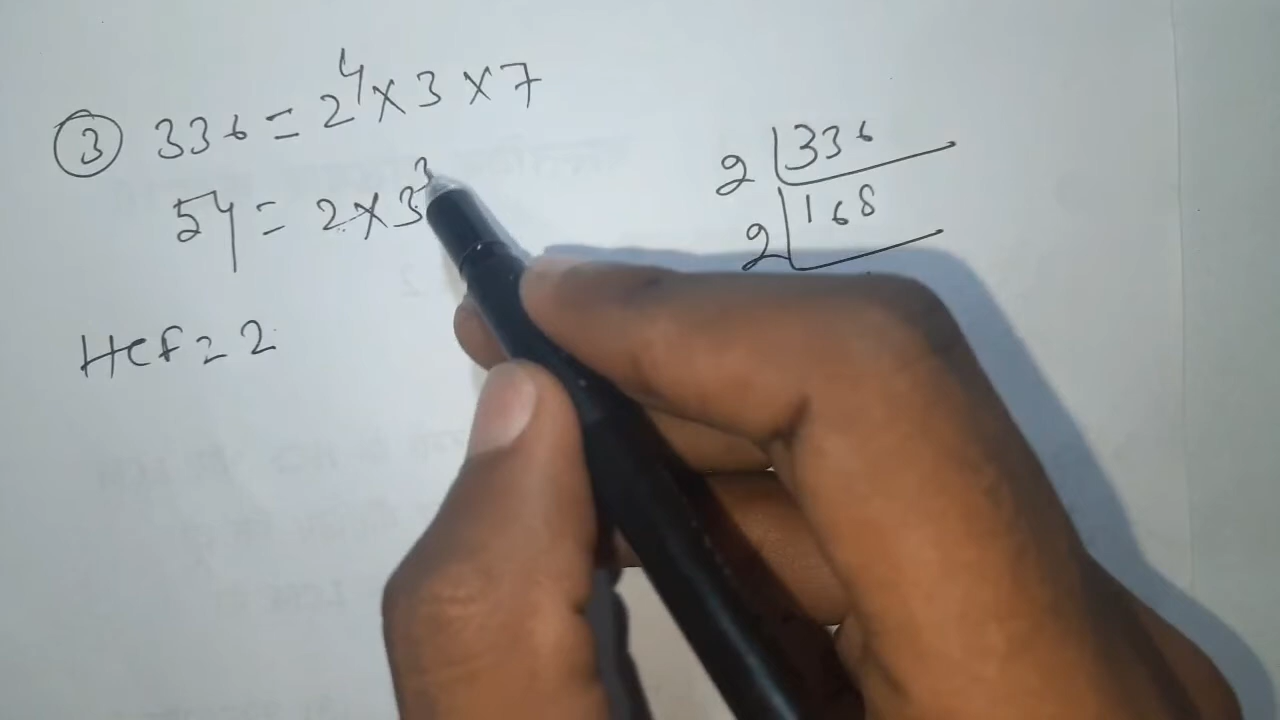 ③ 336 = 2⁴ × 3 × 7
54 = 2 × 3³
HCF = 2
2 | 336
2 | 168